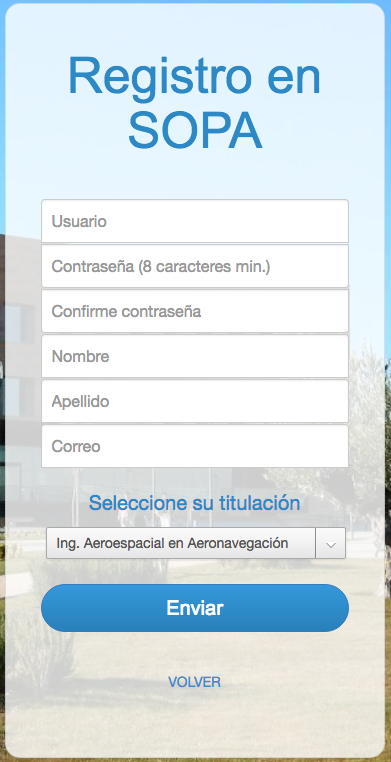 Registro en
SOPA
Usuario
Contraseña (8 caracteres min.)
Confirme contraseña
Nombre
Apellido
Correo
Seleccione su titulación
Ing. Aeroespacial en Aeronavegación
Enviar
VOLVER